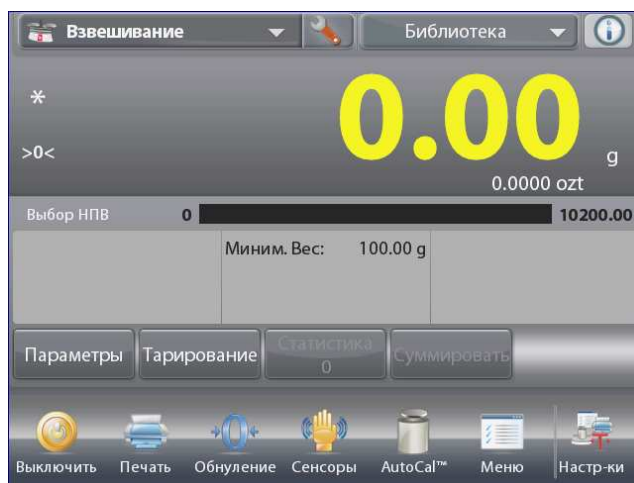 Взвешивание
Библиотека
*
0.00
>0<
g
0.0000 ozt
Выбор НПВ 0 10200.00
Миним. Вес: 100.00 g
Параметры Тарирование Статистика Суммировать
0
Выключить Печать Обнуление Сенсоры AutoCal™ Меню Настр-ки